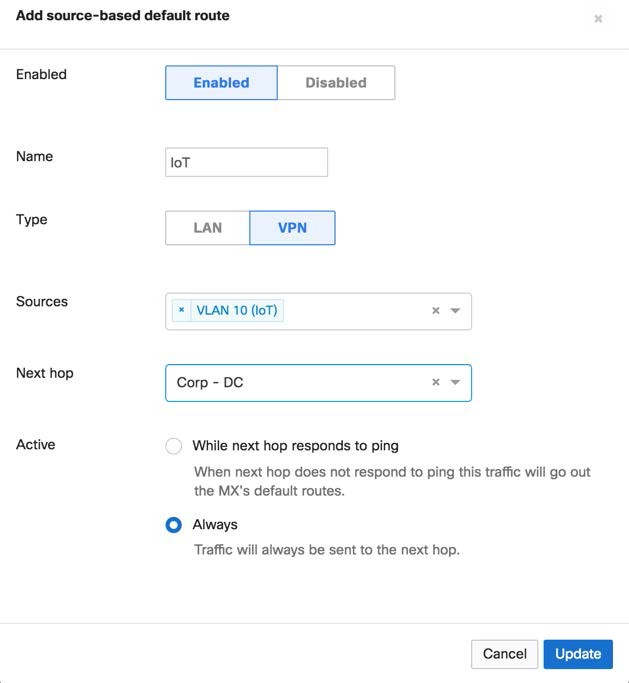 Add source-based default route
×
Enabled
Enabled Disabled
Name
IoT
Type
LAN VPN
Sources
× VLAN 10 (IoT) ×
Next hop
Corp - DC ×
Active
While next hop responds to ping
When next hop does not respond to ping this traffic will go out
the MX's default routes.
Always
Traffic will always be sent to the next hop.
Cancel Update